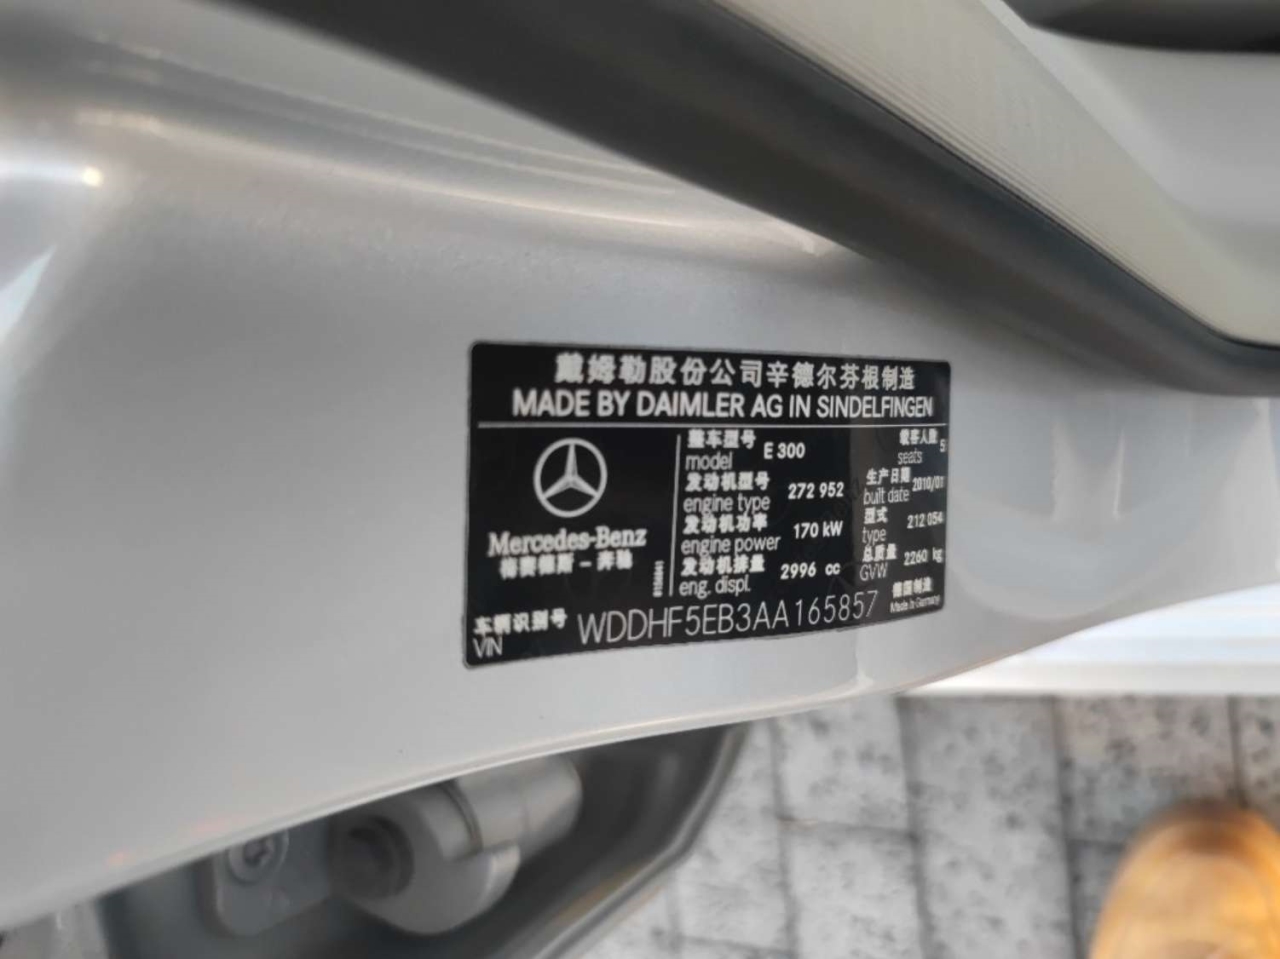 戴姆勒股份公司辛德尔芬根制造
MADE BY DAIMLER AG IN SINDELFINGEN
Mercedes-Benz
梅赛德斯 - 奔驰
整车型号
model E 300
载客人数
seats 5
发动机型号
engine type 272 952
生产日期
built date 2010/01
发动机功率
engine power 170 kW
型式
type 212 054
发动机排量
eng. displ. 2996 cc
总质量
GVW 2260 kg
车辆识别号
VIN WDDHF5EB3AA165857
德国制造
Made in Germany